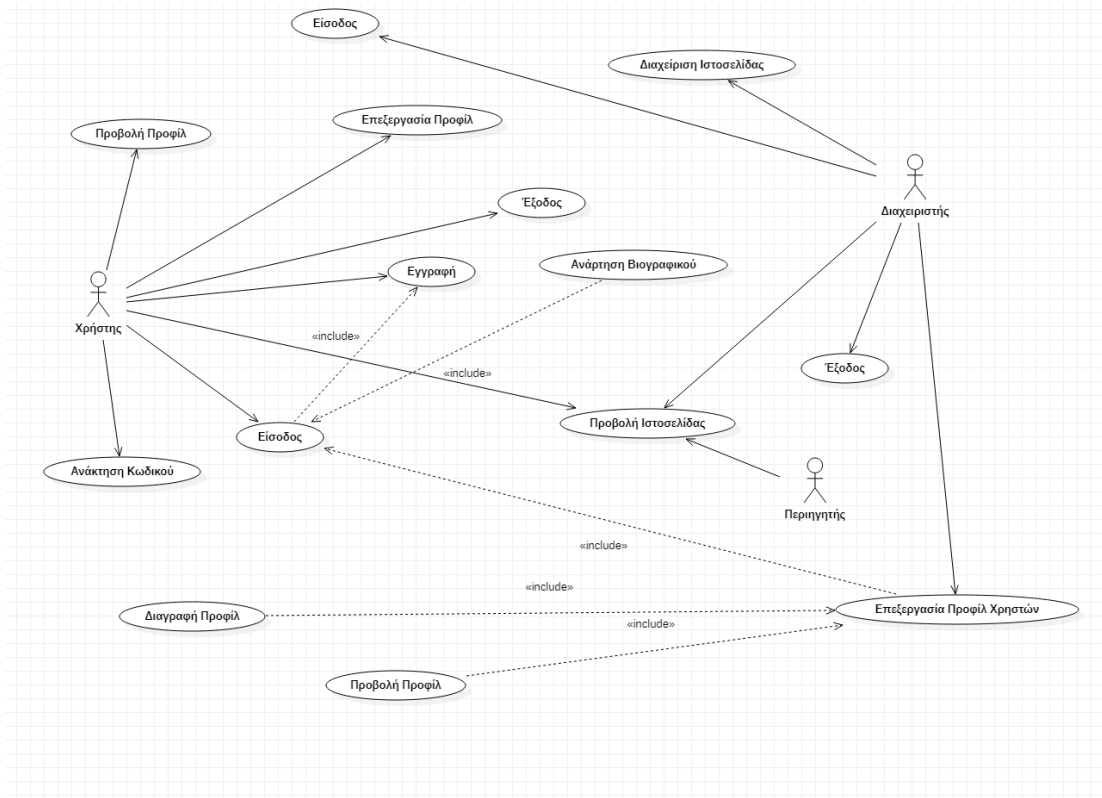 Είσοδος
Διαχείριση Ιστοσελίδας
Επεξεργασία Προφίλ
Προβολή Προφίλ
Έξοδος
Διαχειριστής
Ανάρτηση Βιογραφικού
Εγγραφή
Χρήστης
«include»
«include»
Έξοδος
Προβολή Ιστοσελίδας
Είσοδος
Ανάκτηση Κωδικού
Περιηγητής
«include»
«include»
Επεξεργασία Προφίλ Χρηστών
Διαγραφή Προφίλ
«include»
Προβολή Προφίλ